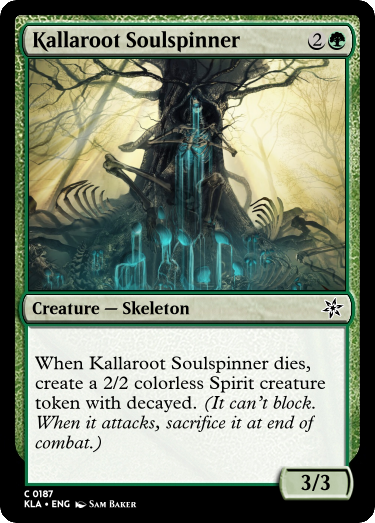 Kallaroot Soulspinner 2
Creature — Skeleton
When Kallaroot Soulspinner dies,
create a 2/2 colorless Spirit creature
token with decayed. (It can't block.
When it attacks, sacrifice it at end of
combat.)
3/3
C 0187
KLA • ENG Sam Baker